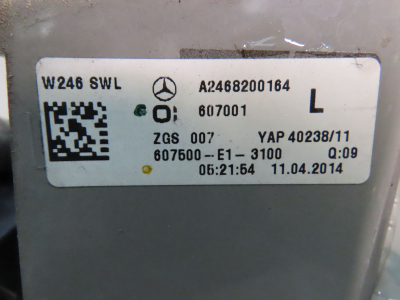 W246 SWL A2468200164
607001 L
ZGS 007 YAP 40238/11
607500-E1-3100 Q:09
05:21:54 11.04.2014